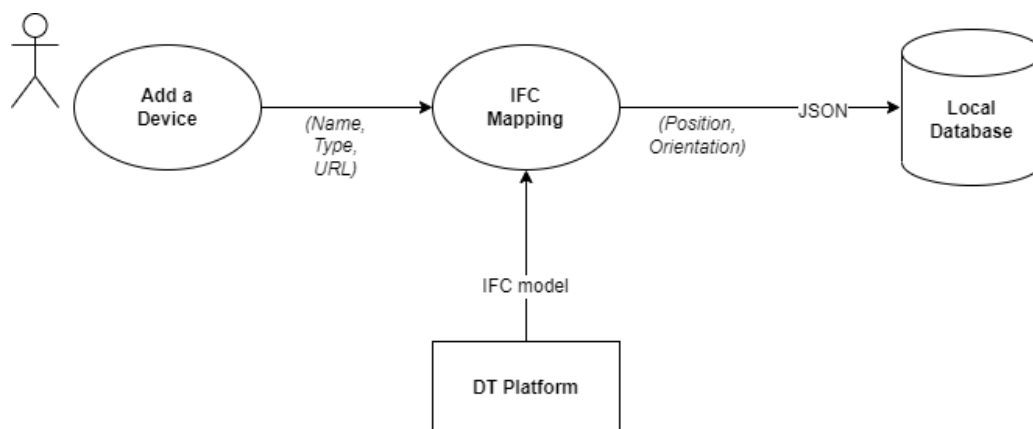 Add a
Device
(Name,
Type,
URL)
IFC
Mapping
(Position,
Orientation)
JSON
Local
Database
IFC model
DT Platform